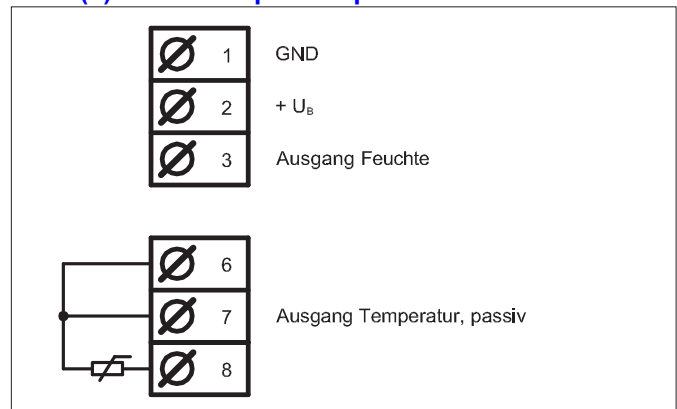 1 GND
2 + U_B
3 Ausgang Feuchte
6
7 Ausgang Temperatur, passiv
8